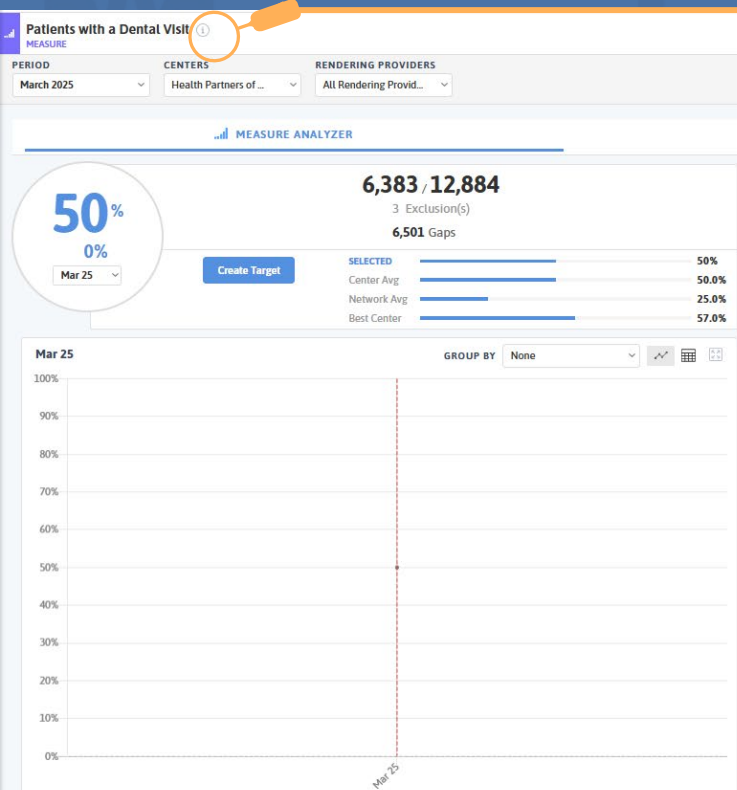 Patients with a Dental Visit
MEASURE
PERIOD CENTERS RENDERING PROVIDERS
March 2025 Health Partners of ... All Rendering Provid...
MEASURE ANALYZER
50%
0%
Mar 25
6,383 / 12,884
3 Exclusion(s)
6,501 Gaps
Create Target
SELECTED 50%
Center Avg 50.0%
Network Avg 25.0%
Best Center 57.0%
Mar 25 GROUP BY None
100%
90%
80%
70%
60%
50%
40%
30%
20%
10%
0%
Mar 25